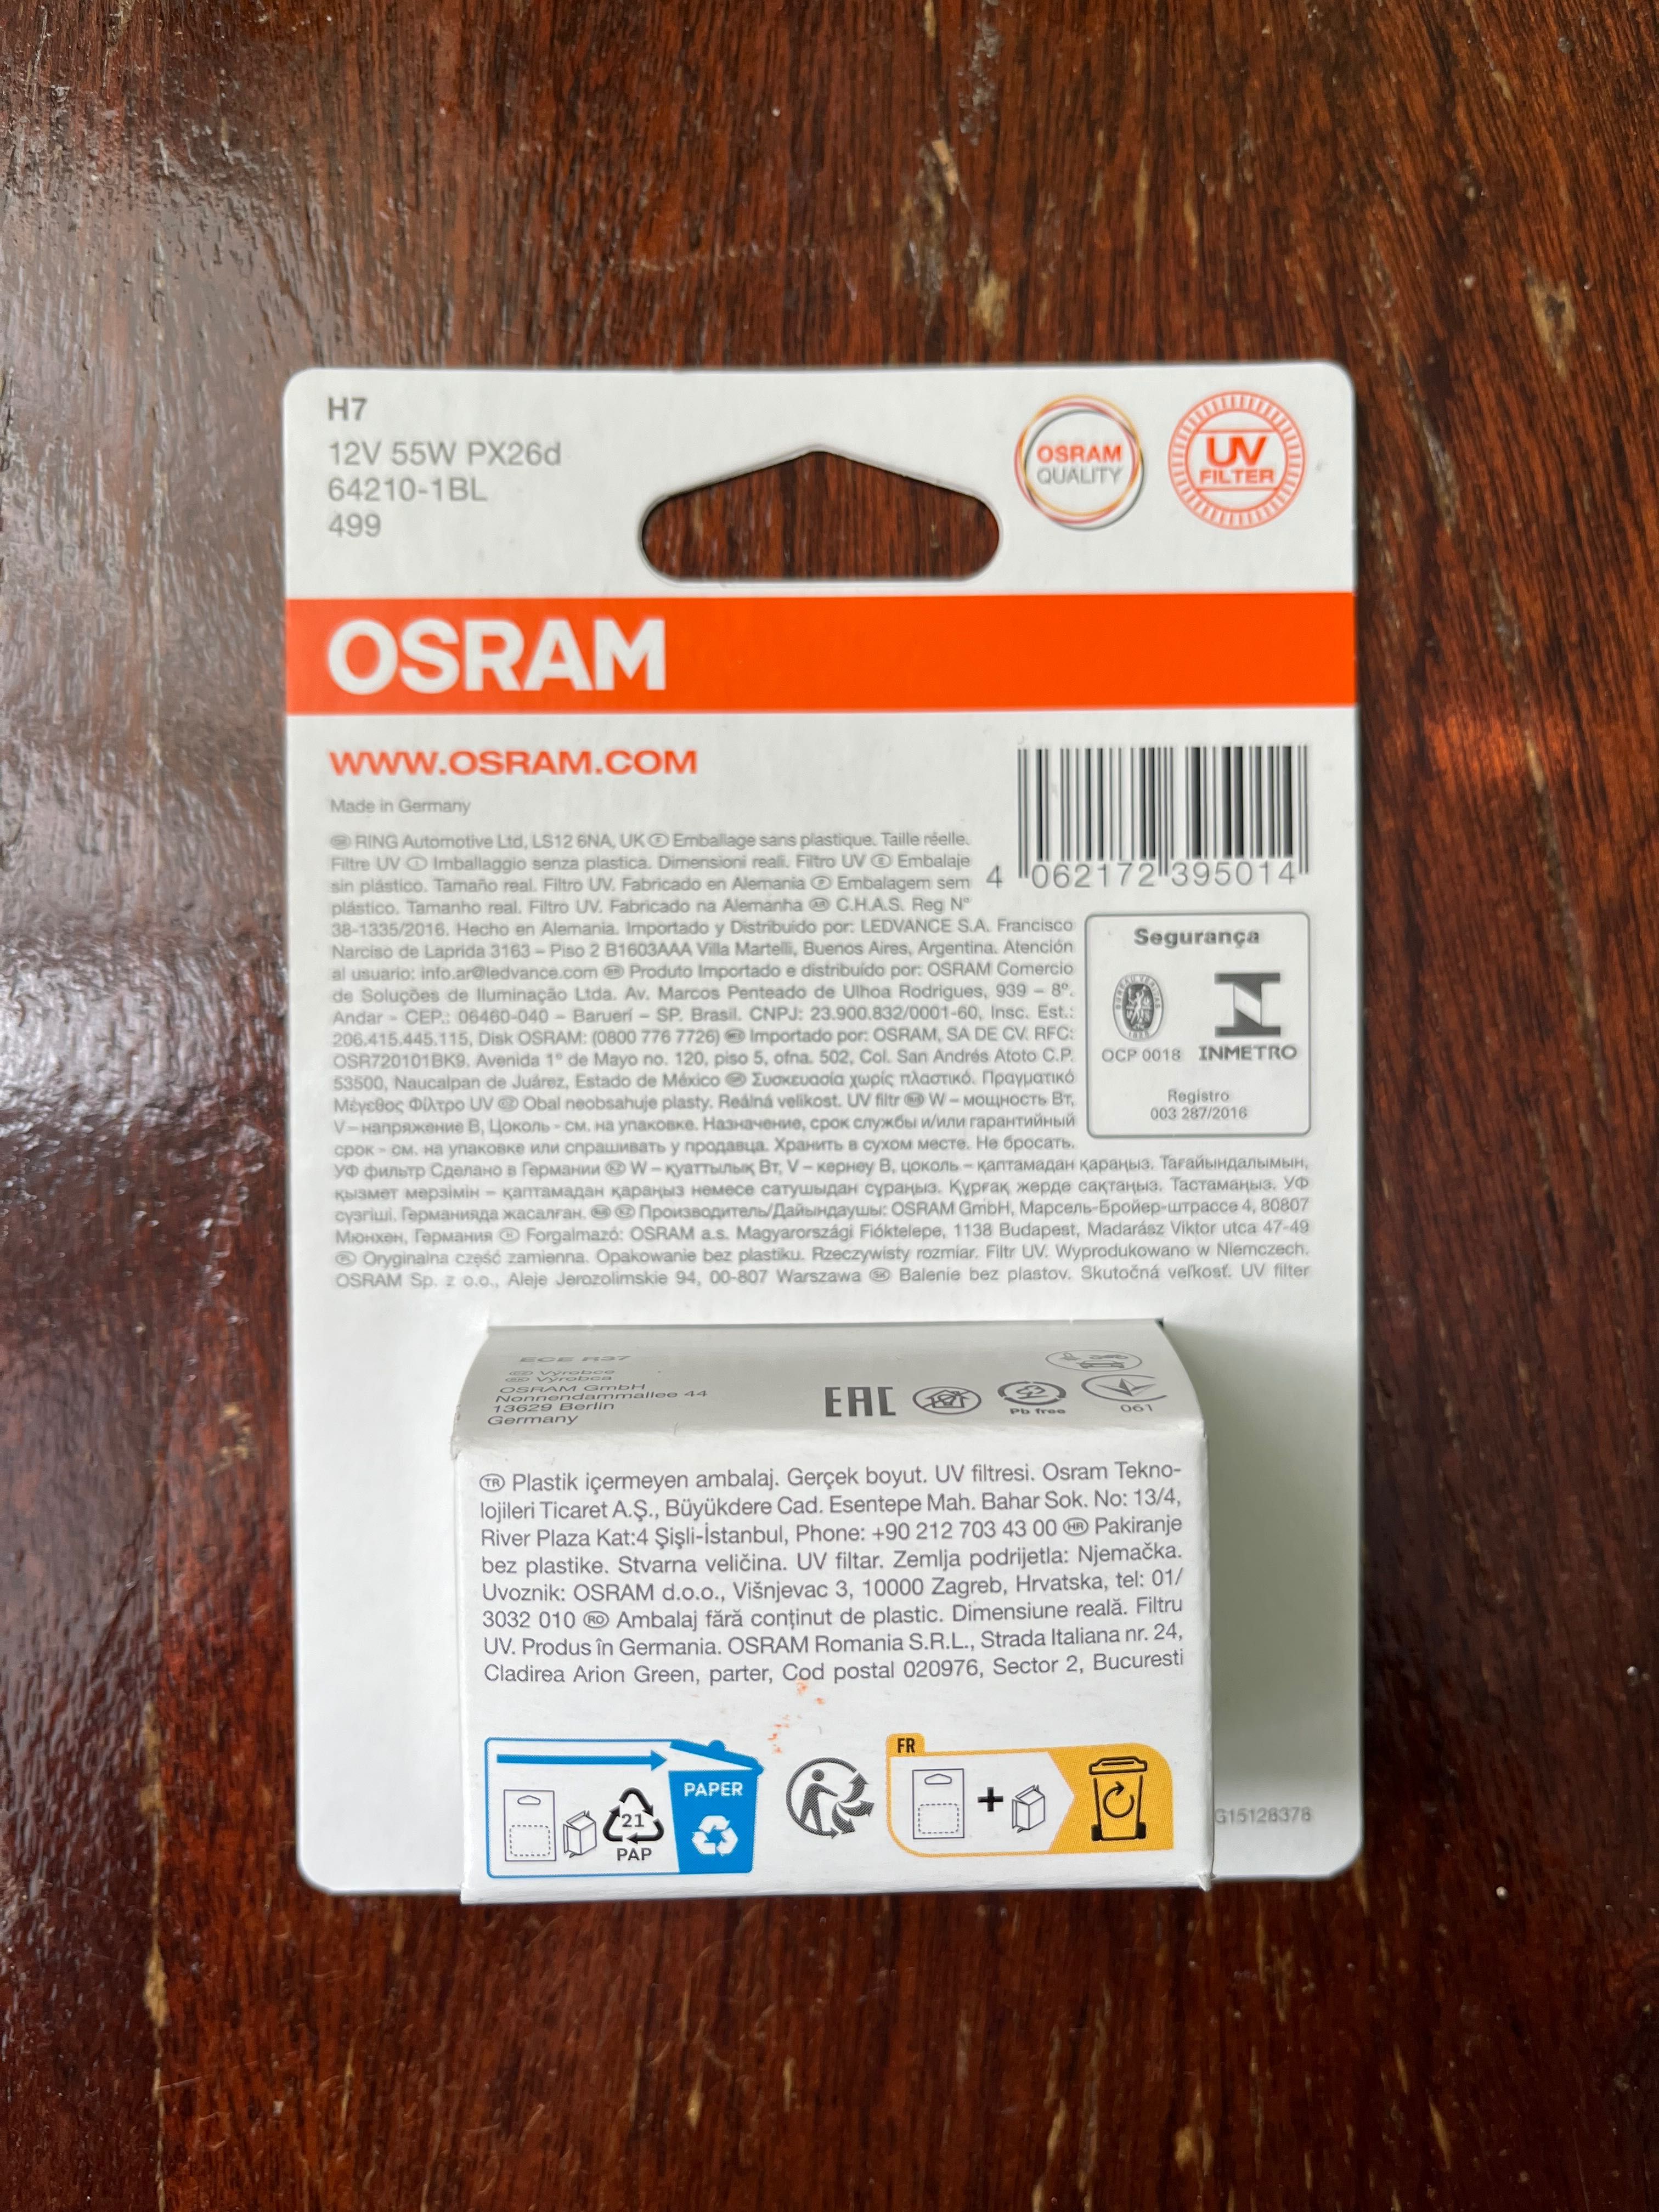 H7
12V 55W PX26d
64210-1BL
499
OSRAM
QUALITY
UV
FILTER
OSRAM
WWW.OSRAM.COM
Made in Germany
GB RING Automotive Ltd, LS12 6NA, UK F Emballage sans plastique. Taille réelle.
Filtre UV I Imballaggio senza plastica. Dimensioni reali. Filtro UV E Embalaje
sin plástico. Tamaño real. Filtro UV. Fabricado en Alemania P Embalagem sem
plástico. Tamanho real. Filtro UV. Fabricado na Alemanha AR C.H.A.S. Reg N°
38-1335/2016. Hecho en Alemania. Importado y Distribuido por: LEDVANCE S.A. Francisco
Narciso de Laprida 3163 – Piso 2 B1603AAA Villa Martelli, Buenos Aires, Argentina. Atención
al usuario: info.ar@ledvance.com BR Produto Importado e distribuído por: OSRAM Comercio
de Soluções de Iluminação Ltda. Av. Marcos Penteado de Ulhoa Rodrigues, 939 – 8º.
Andar - CEP.: 06460-040 – Barueri – SP. Brasil. CNPJ: 23.900.832/0001-60, Insc. Est.:
206.415.445.115, Disk OSRAM: (0800 776 7726) Importado por: OSRAM, SA DE CV. RFC:
OSR720101BK9. Avenida 1° de Mayo no. 120, piso 5, ofna. 502, Col. San Andrés Atoto C.P.
53500, Naucalpan de Juárez, Estado de México GR Συσκευασία χωρίς πλαστικό. Πραγματικό
Μέγεθος Φίλτρο UV CZ Obal neobsahuje plasty. Reálná velikost. UV filtr W – мощность Вт,
V – напряжение В, Цоколь - см. на упаковке. Назначение, срок службы и/или гарантийный
срок - см. на упаковке или спрашивать у продавца. Хранить в сухом месте. Не бросать.
УФ фильтр Сделано в Германии KZ W – қуаттылық Вт, V – кернеу В, цоколь – қаптамадан қараңыз. Тағайындалымын,
қызмет мерзімін – қаптамадан қараңыз немесе сатушыдан сұраңыз. Құрғақ жерде сақтаңыз. Тастамаңыз. УФ
сүзгіші. Германияда жасалған. KZ Производитель/Дайындаушы: OSRAM GmbH, Марсель-Бройер-штрассе 4, 80807
Мюнхен, Германия H Forgalmazó: OSRAM a.s. Magyarországi Fióktelepe, 1138 Budapest, Madarász Viktor utca 47-49
PL Oryginalna część zamienna. Opakowanie bez plastiku. Rzeczywisty rozmiar. Filtr UV. Wyprodukowano w Niemczech.
OSRAM Sp. z o.o., Aleje Jerozolimskie 94, 00-807 Warszawa SK Balenie bez plastov. Skutočná veľkosť. UV filter
4 062172 395014
Segurança
OCP 0018 INMETRO
Registro
003 287/2016
ECE R37
Výrobce
Výrobca
OSRAM GmbH
Nonnendammallee 44
13629 Berlin
Germany
EAC
Pb free
061
TR Plastik içermeyen ambalaj. Gerçek boyut. UV filtresi. Osram Tekno-
lojileri Ticaret A.Ş., Büyükdere Cad. Esentepe Mah. Bahar Sok. No: 13/4,
River Plaza Kat:4 Şişli-İstanbul, Phone: +90 212 703 43 00 HR Pakiranje
bez plastike. Stvarna veličina. UV filtar. Zemlja podrijetla: Njemačka.
Uvoznik: OSRAM d.o.o., Višnjevac 3, 10000 Zagreb, Hrvatska, tel: 01/
3032 010 RO Ambalaj fără conținut de plastic. Dimensiune reală. Filtru
UV. Produs în Germania. OSRAM Romania S.R.L., Strada Italiana nr. 24,
Cladirea Arion Green, parter, Cod postal 020976, Sector 2, Bucuresti
21
PAP
PAPER
FR
+
G15128378